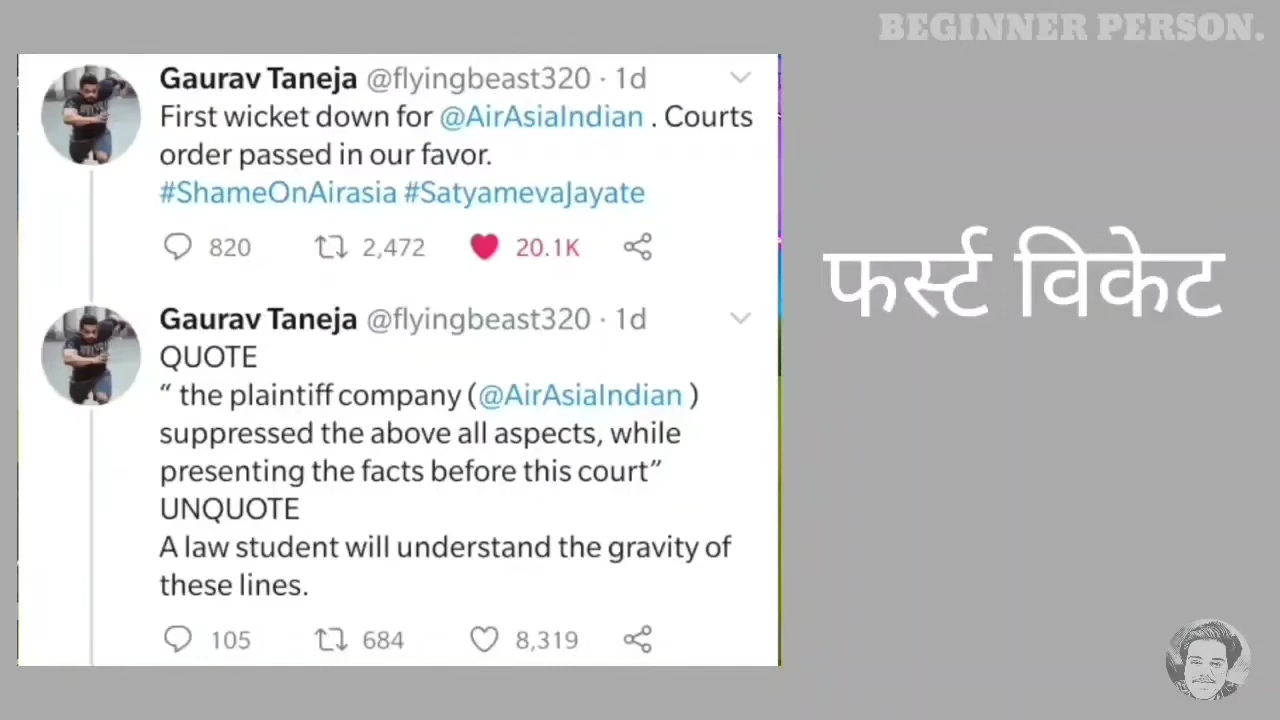 BEGINNER PERSON.
Gaurav Taneja @flyingbeast320 · 1d
First wicket down for @AirAsiaIndian . Courts
order passed in our favor.
#ShameOnAirasia #SatyamevaJayate
820 2,472 20.1K
Gaurav Taneja @flyingbeast320 · 1d
QUOTE
“ the plaintiff company (@AirAsiaIndian )
suppressed the above all aspects, while
presenting the facts before this court”
UNQUOTE
A law student will understand the gravity of
these lines.
105 684 8,319
फर्स्ट विकेट